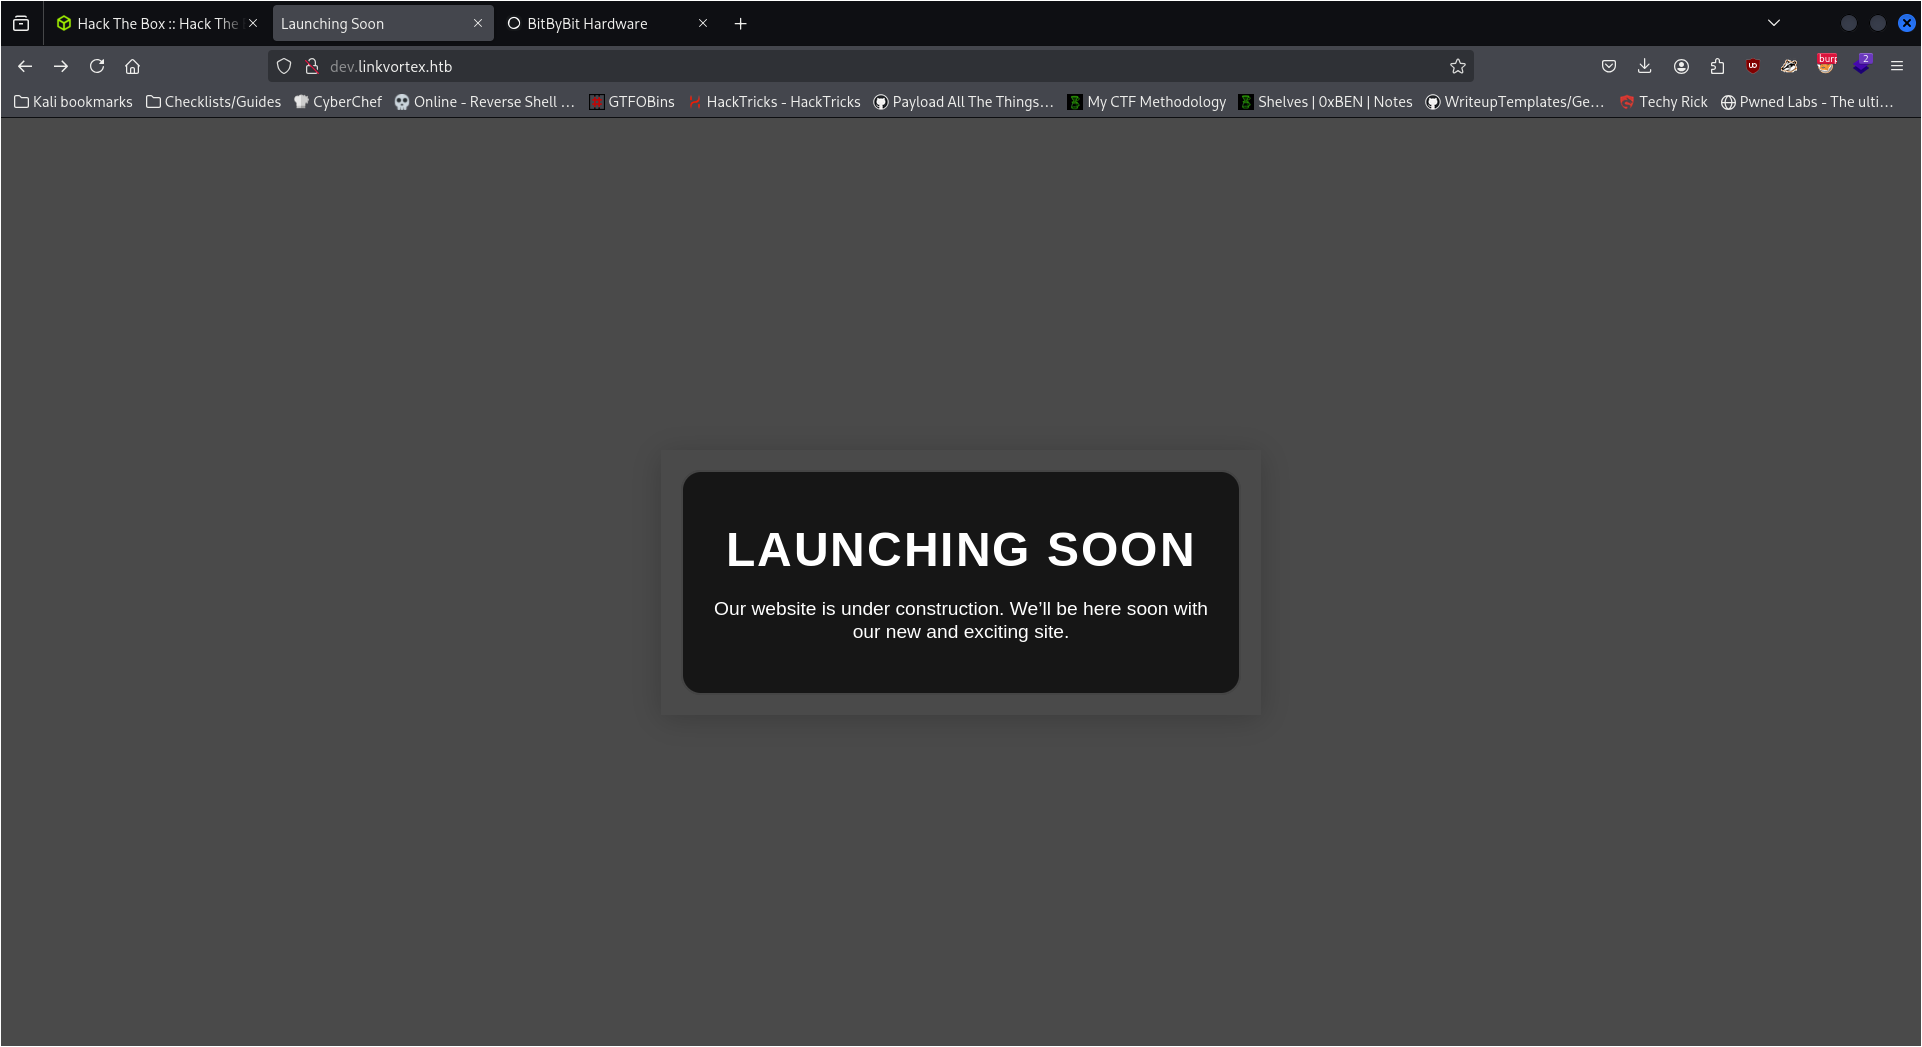 Hack The Box :: Hack The
Launching Soon
BitByBit Hardware
dev.linkvortex.htb
burp
2
Kali bookmarks
Checklists/Guides
CyberChef
Online - Reverse Shell …
GTFOBins
HackTricks - HackTricks
Payload All The Things…
My CTF Methodology
Shelves | 0xBEN | Notes
WriteupTemplates/Ge…
Techy Rick
Pwned Labs - The ulti…
LAUNCHING SOON
Our website is under construction. We’ll be here soon with
our new and exciting site.